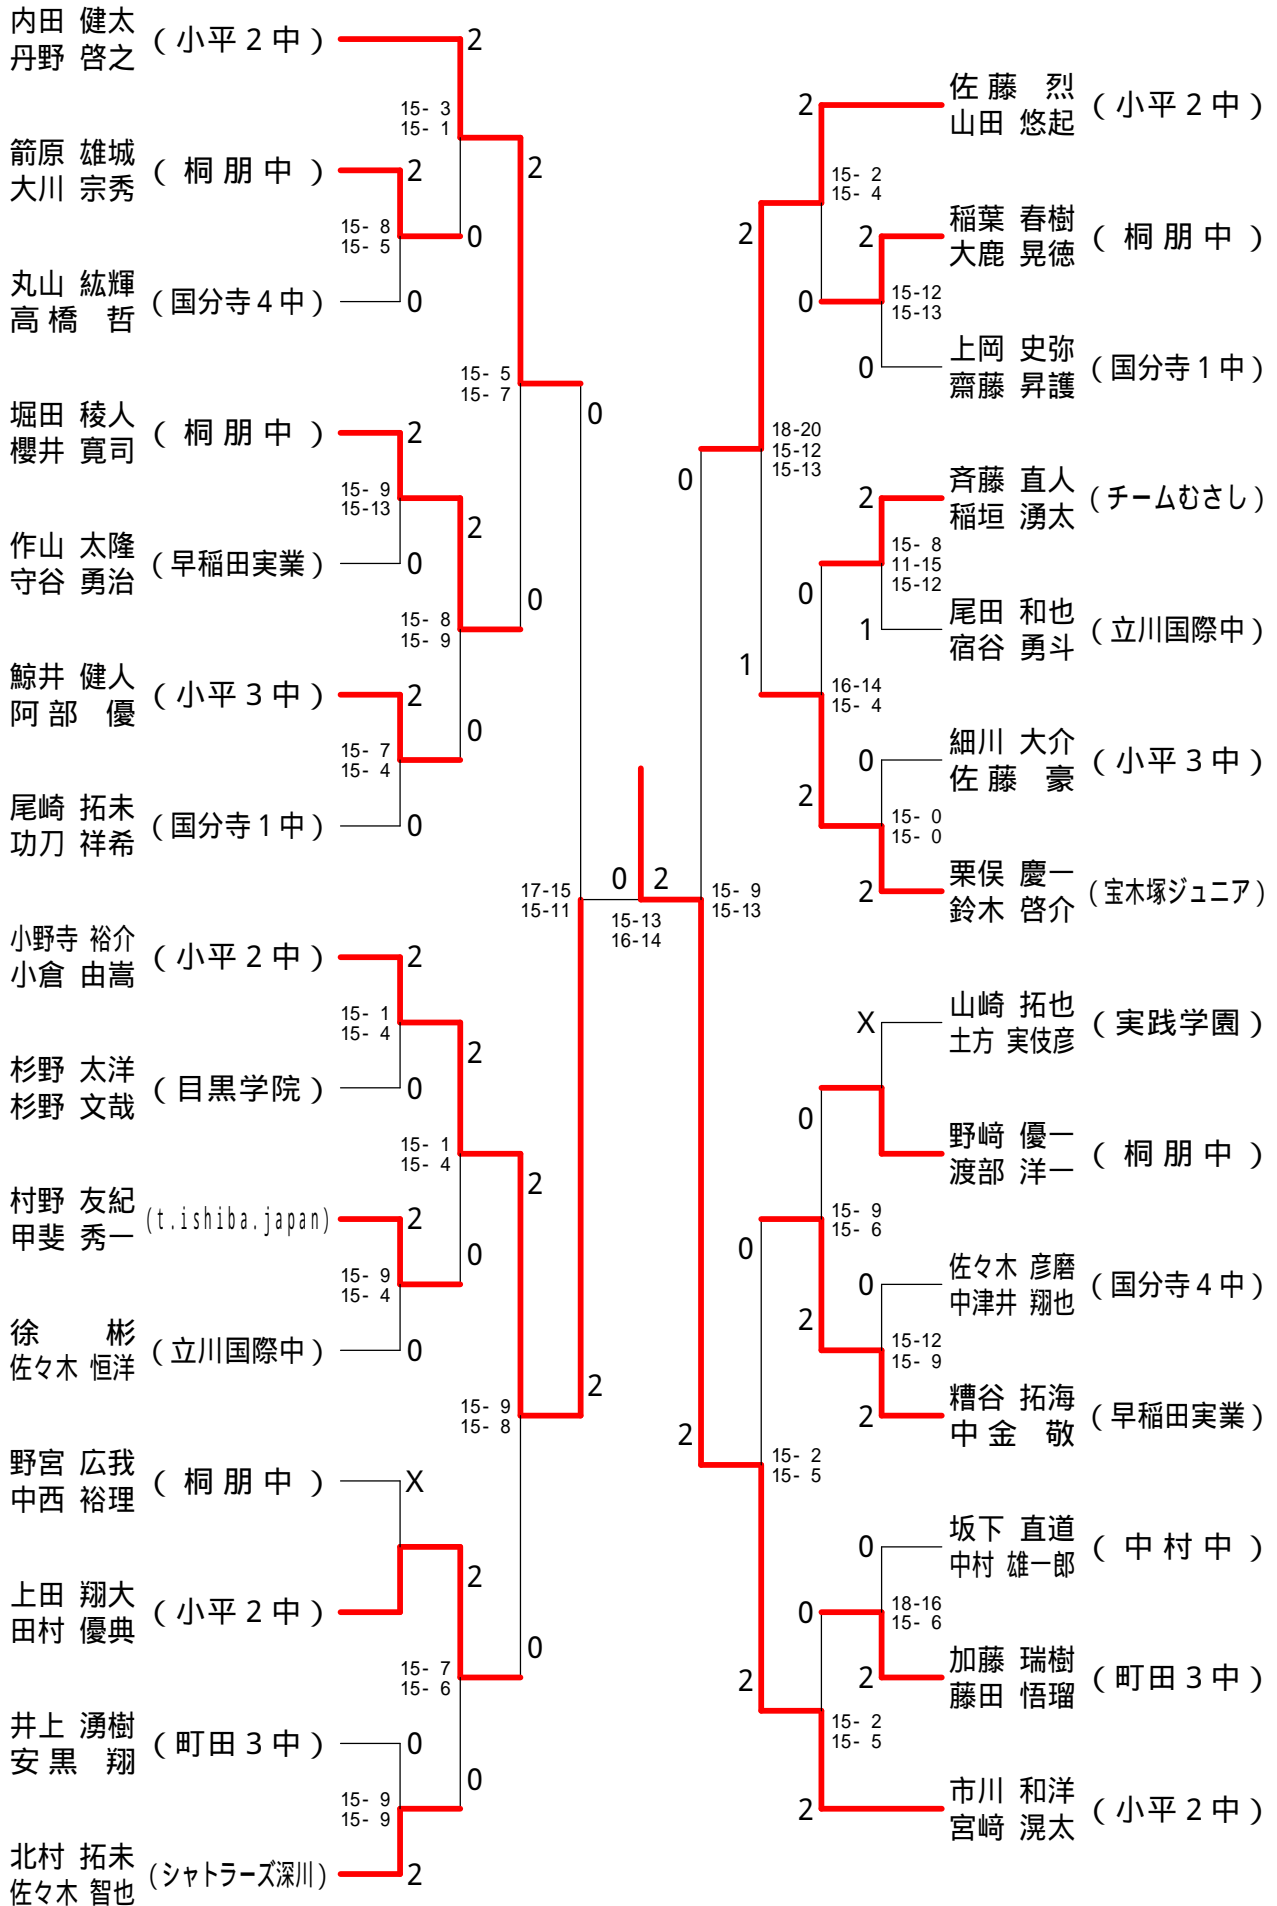 内田 健太
丹野 啓之
(小平2中)
2
15- 3
15- 1
箭原 雄城
大川 宗秀
(桐朋中)
2
2
15- 8
15- 5
0
丸山 紘輝
高橋 哲
(国分寺4中)
0
15- 5
15- 7
0
堀田 稜人
櫻井 寛司
(桐朋中)
2
15- 9
15-13
2
作山 太隆
守谷 勇治
(早稲田実業)
0
0
15- 8
15- 9
鯨井 健人
阿部 優
(小平3中)
2
0
15- 7
15- 4
尾崎 拓未
功刀 祥希
(国分寺1中)
0
17-15
15-11
小野寺 裕介
小倉 由嵩
(小平2中)
2
15- 1
15- 4
2
杉野 太洋
杉野 文哉
(目黒学院)
0
15- 1
15- 4
2
村野 友紀
甲斐 秀一
(t.ishiba.japan)
2
0
15- 9
15- 4
徐 彬
佐々木 恒洋
(立川国際中)
0
2
15- 9
15- 8
野宮 広我
中西 裕理
(桐朋中)
X
2
上田 翔大
田村 優典
(小平2中)
0
15- 7
15- 6
井上 湧樹
安黒 翔
(町田3中)
0
0
15- 9
15- 9
北村 拓未
佐々木 智也
(シャトラーズ深川)
2
0 2
15-13
16-14
2
佐藤 烈
山田 悠起
(小平2中)
15- 2
15- 4
2
2
稲葉 春樹
大鹿 晃徳
(桐朋中)
0
15-12
15-13
0
上岡 史弥
齋藤 昇護
(国分寺1中)
18-20
15-12
15-13
0
2
斉藤 直人
稲垣 湧太
(チームむさし)
15- 8
11-15
15-12
0
1
尾田 和也
宿谷 勇斗
(立川国際中)
1
16-14
15- 4
0
細川 大介
佐藤 豪
(小平3中)
2
15- 0
15- 0
2
栗俣 慶一
鈴木 啓介
(宝木塚ジュニア)
15- 9
15-13
X
山崎 拓也
土方 実伎彦
(実践学園)
0
野﨑 優一
渡部 洋一
(桐朋中)
15- 9
15- 6
0
0
佐々木 彦磨
中津井 翔也
(国分寺4中)
2
15-12
15- 9
2
糟谷 拓海
中金 敬
(早稲田実業)
2
15- 2
15- 5
0
坂下 直道
中村 雄一郎
(中村中)
0
18-16
15- 6
2
加藤 瑞樹
藤田 悟瑠
(町田3中)
2
15- 2
15- 5
2
市川 和洋
宮﨑 滉太
(小平2中)